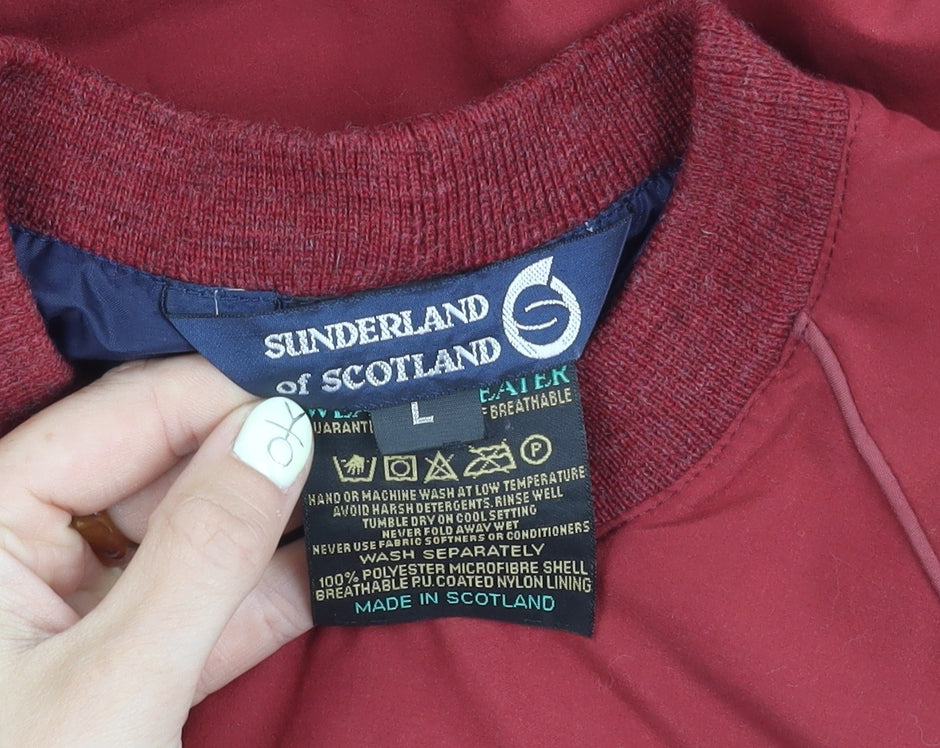 SUNDERLAND
of SCOTLAND
L
EATER
BREATHABLE
P
HAND OR MACHINE WASH AT LOW TEMPERATURE
AVOID HARSH DETERGENTS. RINSE WELL
TUMBLE DRY ON COOL SETTING
NEVER FOLD AWAY WET
NEVER USE FABRIC SOFTNERS OR CONDITIONERS
WASH SEPARATELY
100% POLYESTER MICROFIBRE SHELL
BREATHABLE P.U. COATED NYLON LINING
MADE IN SCOTLAND